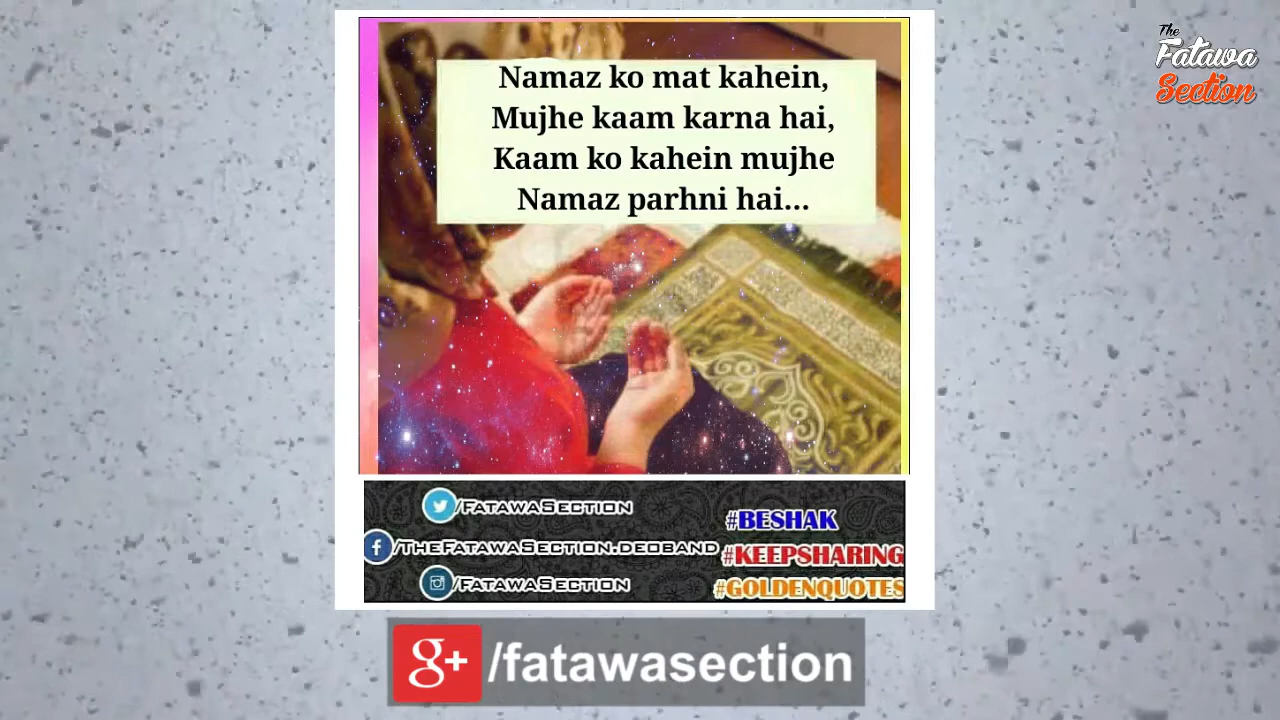 The
Fatawa
Section
Namaz ko mat kahein,
Mujhe kaam karna hai,
Kaam ko kahein mujhe
Namaz parhni hai...
/FatawaSection
/TheFatawaSection.deoband
/FatawaSection
#BESHAK
#KEEPSHARING
#GOLDENQUOTES
g+ /fatawasection